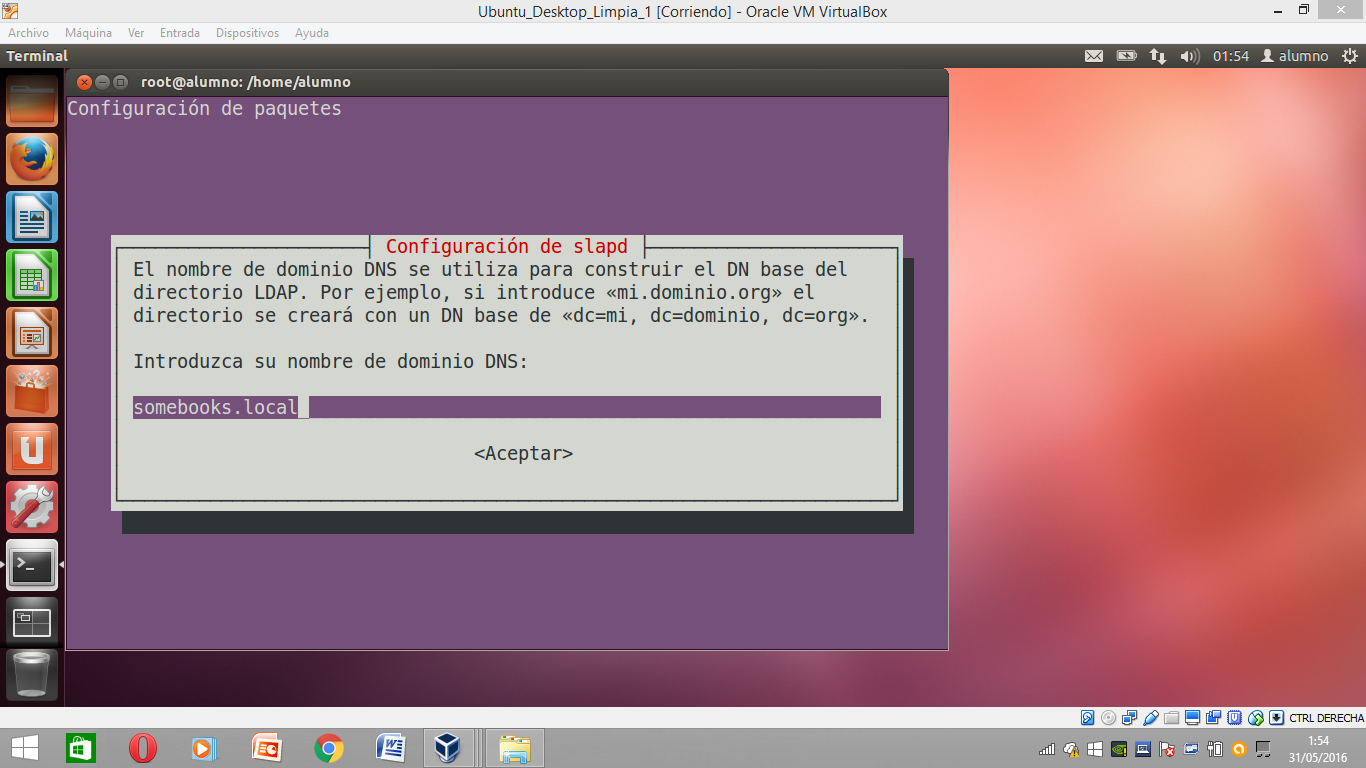 Ubuntu_Desktop_Limpia_1 [Corriendo] - Oracle VM VirtualBox
Archivo Máquina Ver Entrada Dispositivos Ayuda
Terminal 01:54 alumno
root@alumno: /home/alumno
Configuración de paquetes
Configuración de slapd
El nombre de dominio DNS se utiliza para construir el DN base del
directorio LDAP. Por ejemplo, si introduce «mi.dominio.org» el
directorio se creará con un DN base de «dc=mi, dc=dominio, dc=org».
Introduzca su nombre de dominio DNS:
somebooks.local
<Aceptar>
CTRL DERECHA
1:54
31/05/2016